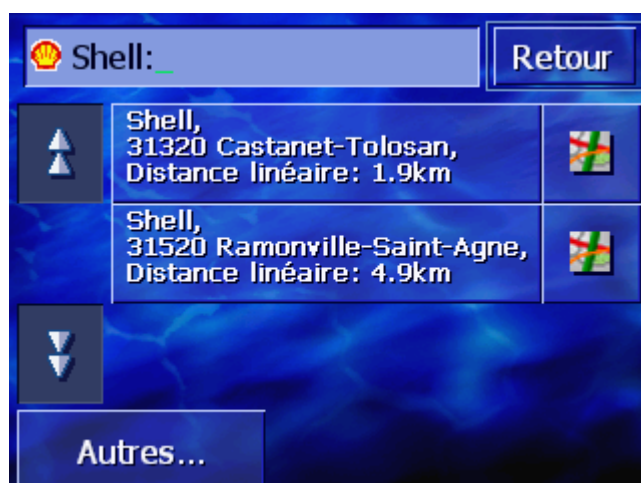 Shell:_
Retour
Shell,
31320 Castanet-Tolosan,
Distance linéaire: 1.9km
Shell,
31520 Ramonville-Saint-Agne,
Distance linéaire: 4.9km
Autres...